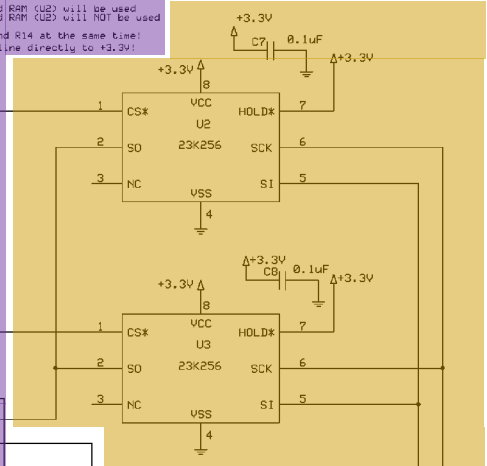 d RAM (U2) will be used
d RAM (U2) will NOT be used
nd R14 at the same time!
line directly to +3.3V!
+3.3V
C7
0.1uF
+3.3V
+3.3V
8
VCC
1
CS*
HOLD*
7
U2
2
SO
23K256
SCK
6
3
NC
SI
5
VSS
4
+3.3V
C8
0.1uF
+3.3V
+3.3V
8
VCC
1
CS*
HOLD*
7
U3
2
SO
23K256
SCK
6
3
NC
SI
5
VSS
4